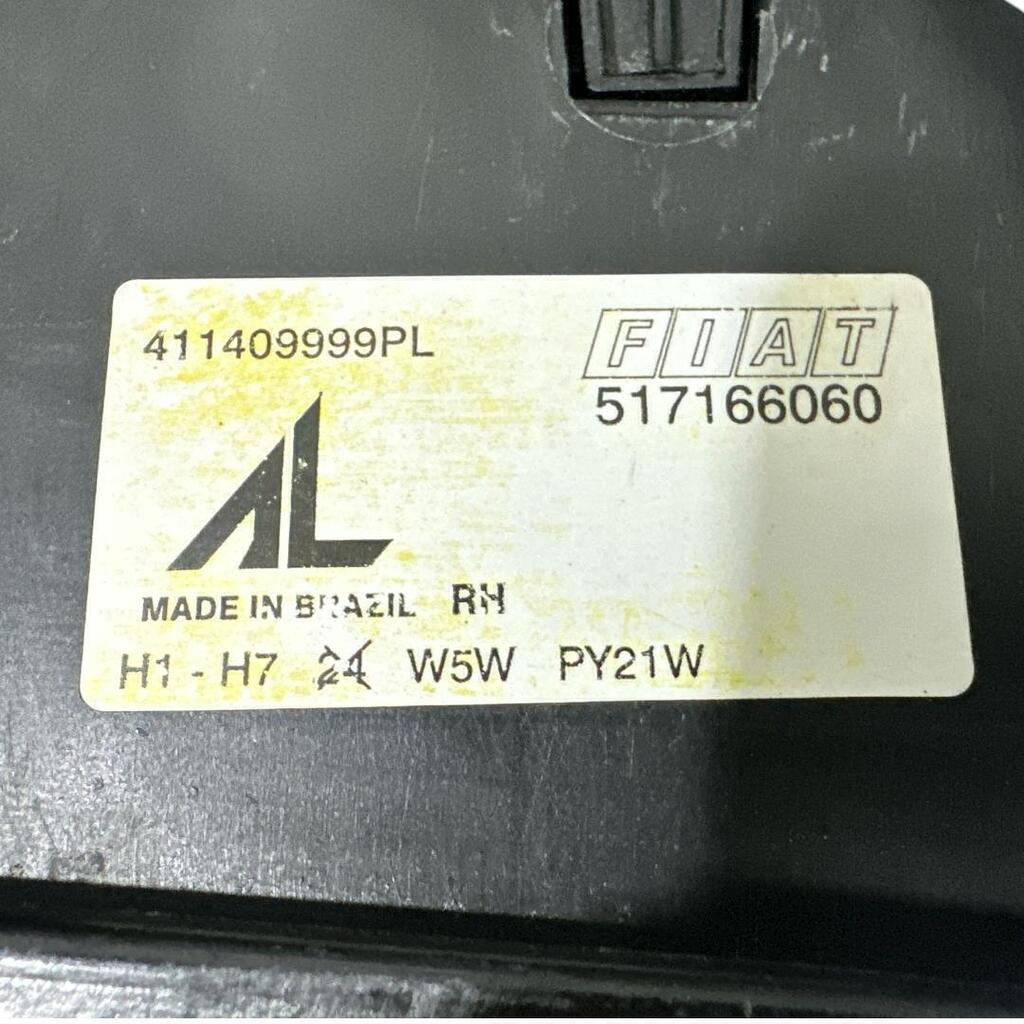 411409999PL
FIAT
517166060
AL
MADE IN BRAZIL RH
H1 - H7 24 W5W PY21W